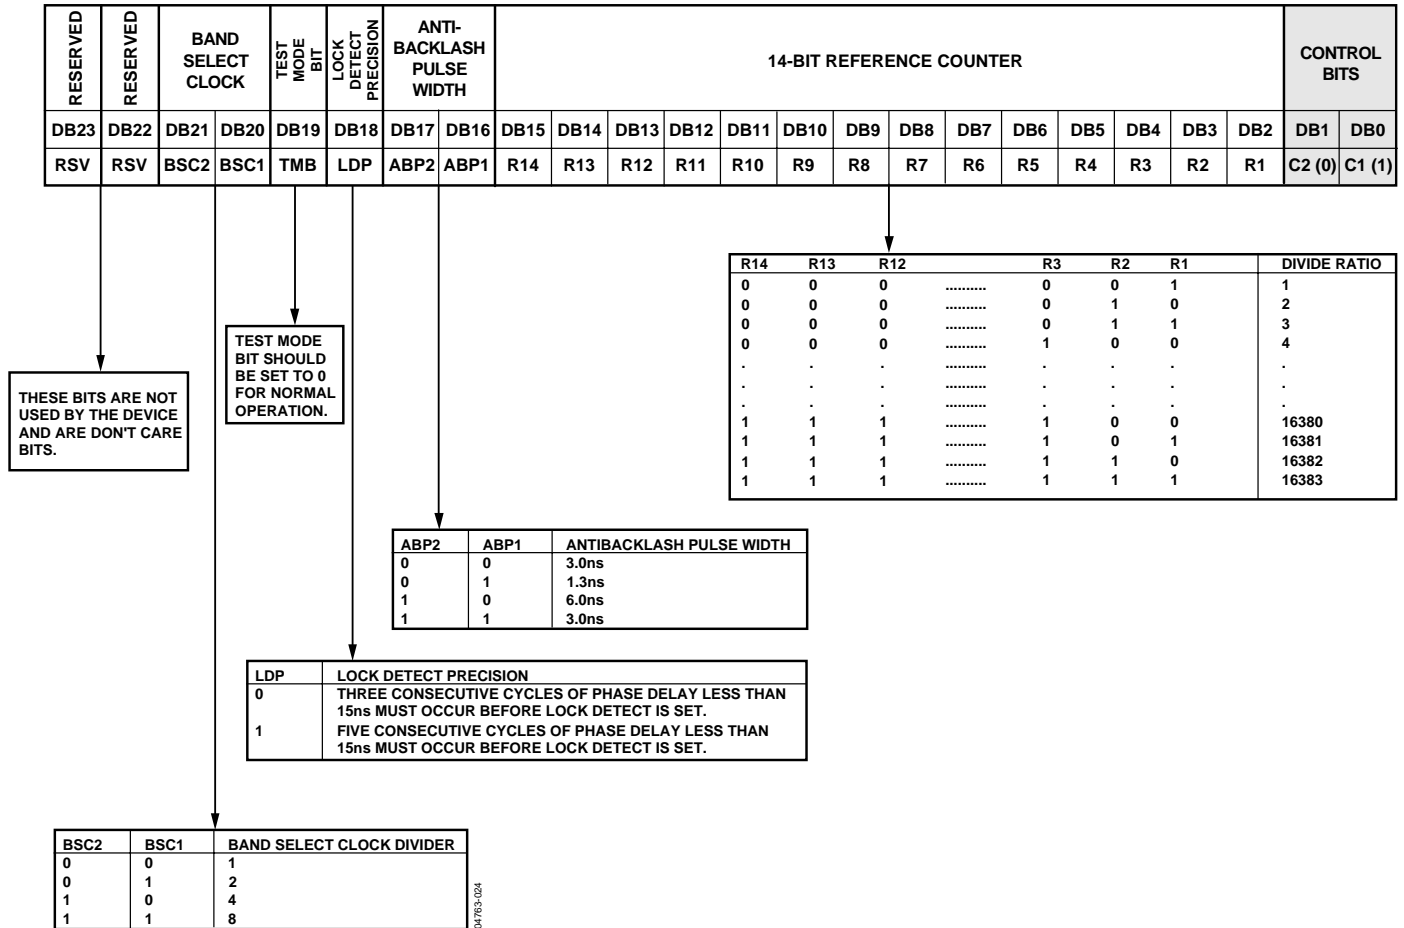 RESERVED
RESERVED
BAND
SELECT
CLOCK
TEST
MODE
BIT
LOCK
DETECT
PRECISION
ANTI-
BACKLASH
PULSE
WIDTH
14-BIT REFERENCE COUNTER
CONTROL
BITS
DB23 DB22 DB21 DB20 DB19 DB18 DB17 DB16 DB15 DB14 DB13 DB12 DB11 DB10 DB9 DB8 DB7 DB6 DB5 DB4 DB3 DB2 DB1 DB0
RSV RSV BSC2 BSC1 TMB LDP ABP2 ABP1 R14 R13 R12 R11 R10 R9 R8 R7 R6 R5 R4 R3 R2 R1 C2 (0) C1 (1)
R14 R13 R12 R3 R2 R1 DIVIDE RATIO
0 0 0 .......... 0 0 1 1
0 0 0 .......... 0 1 0 2
0 0 0 .......... 0 1 1 3
0 0 0 .......... 1 0 0 4
. . . .......... . . . .
. . . .......... . . . .
. . . .......... . . . .
1 1 1 .......... 1 0 0 16380
1 1 1 .......... 1 0 1 16381
1 1 1 .......... 1 1 0 16382
1 1 1 .......... 1 1 1 16383
TEST MODE
BIT SHOULD
BE SET TO 0
FOR NORMAL
OPERATION.
THESE BITS ARE NOT
USED BY THE DEVICE
AND ARE DON'T CARE
BITS.
ABP2 ABP1 ANTIBACKLASH PULSE WIDTH
0 0 3.0ns
0 1 1.3ns
1 0 6.0ns
1 1 3.0ns
LDP LOCK DETECT PRECISION
0 THREE CONSECUTIVE CYCLES OF PHASE DELAY LESS THAN
15ns MUST OCCUR BEFORE LOCK DETECT IS SET.
1 FIVE CONSECUTIVE CYCLES OF PHASE DELAY LESS THAN
15ns MUST OCCUR BEFORE LOCK DETECT IS SET.
BSC2 BSC1 BAND SELECT CLOCK DIVIDER
0 0 1
0 1 2
1 0 4
1 1 8
04763-024